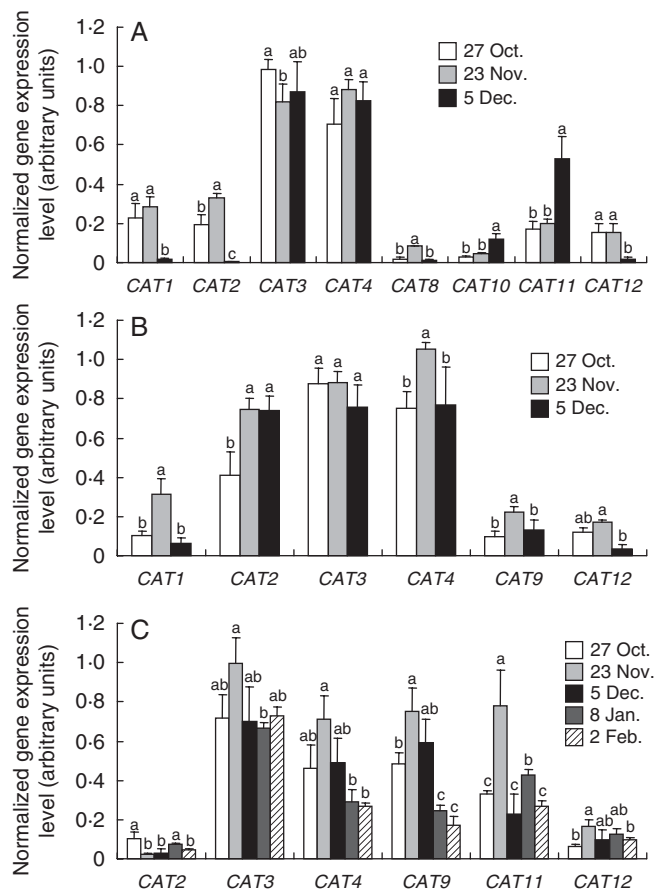 A
Normalized gene expression
level (arbitrary units)
1·2
1·0
0·8
0·6
0·4
0·2
0
27 Oct.
23 Nov.
5 Dec.
a a b
b a c
a b ab
a a a
b a b
b b a
b b a
a a b
CAT1 CAT2 CAT3 CAT4 CAT8 CAT10 CAT11 CAT12
B
Normalized gene expression
level (arbitrary units)
1·2
1·0
0·8
0·6
0·4
0·2
0
27 Oct.
23 Nov.
5 Dec.
b a b
b a a
a a a
b a b
b a b
ab a b
CAT1 CAT2 CAT3 CAT4 CAT9 CAT12
C
Normalized gene expression
level (arbitrary units)
1·2
1·0
0·8
0·6
0·4
0·2
0
27 Oct.
23 Nov.
5 Dec.
8 Jan.
2 Feb.
a b b a b
ab a ab b ab
ab a ab b b
b a ab c c
c a c b c
b a ab ab b
CAT2 CAT3 CAT4 CAT9 CAT11 CAT12